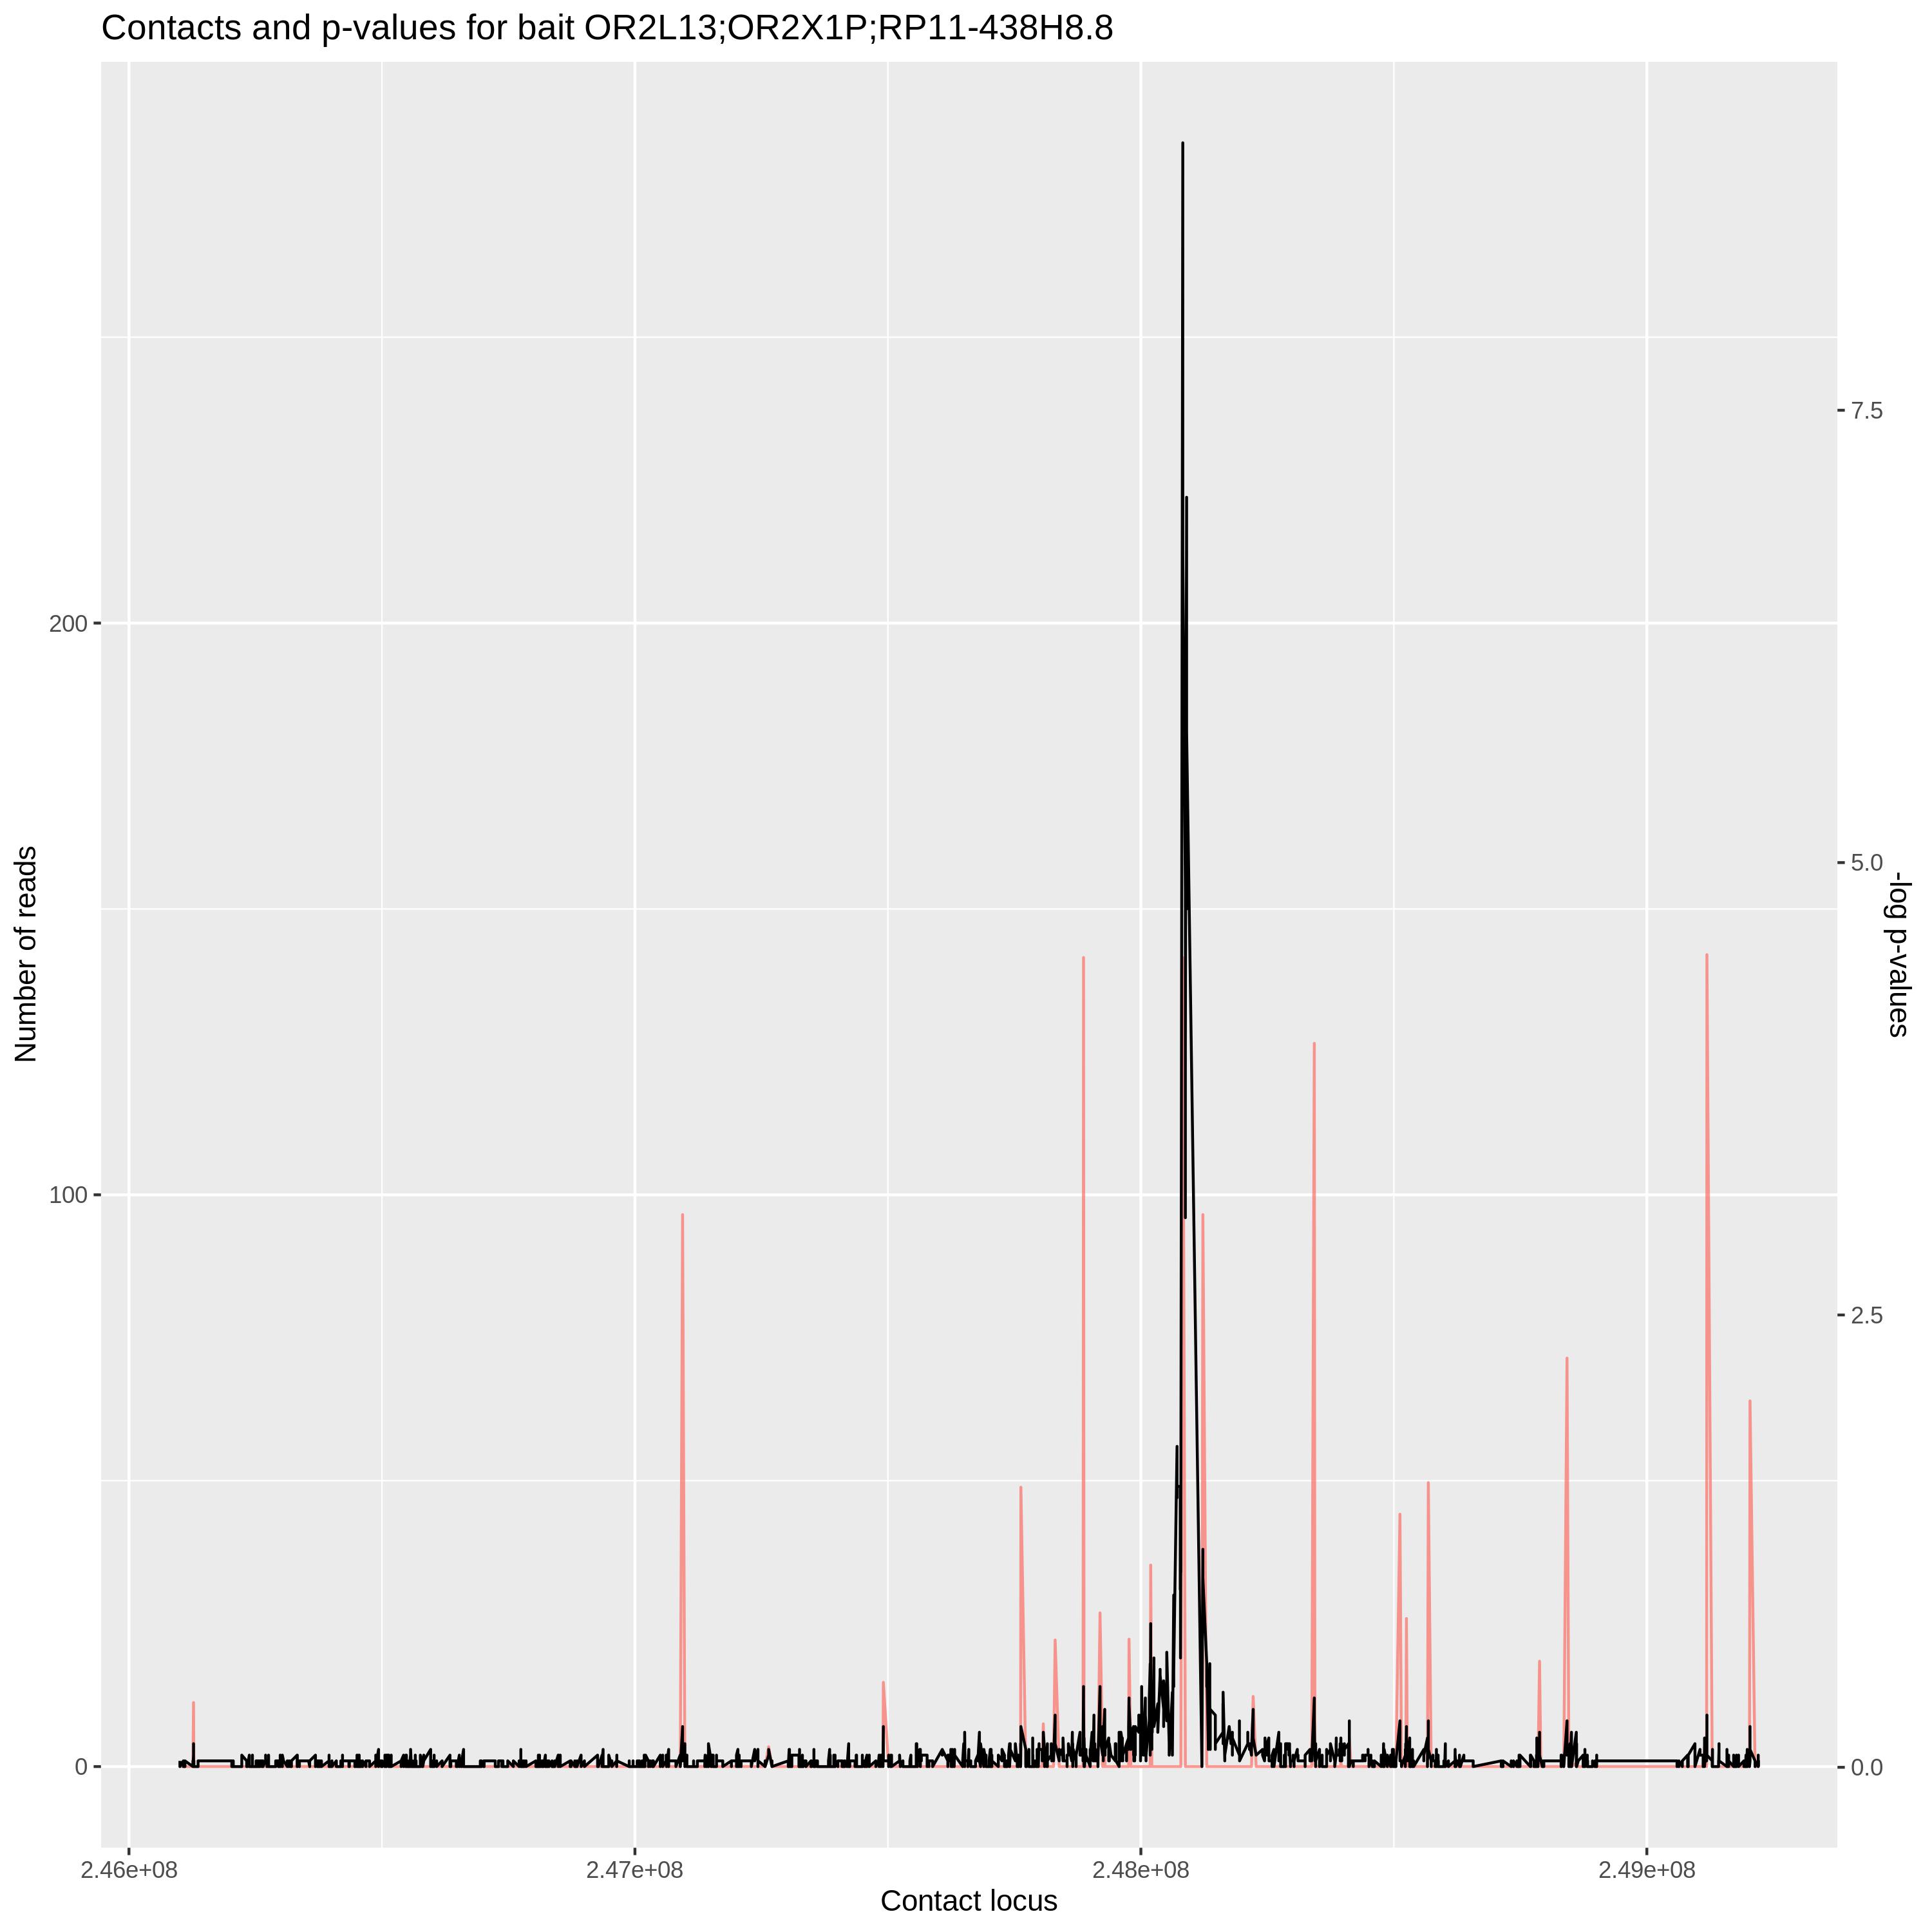 Contacts and p-values for bait OR2L13;OR2X1P;RP11-438H8.8
Number of reads
200
100
0
7.5
5.0
2.5
0.0
-log p-values
2.46e+08
2.47e+08
2.48e+08
2.49e+08
Contact locus